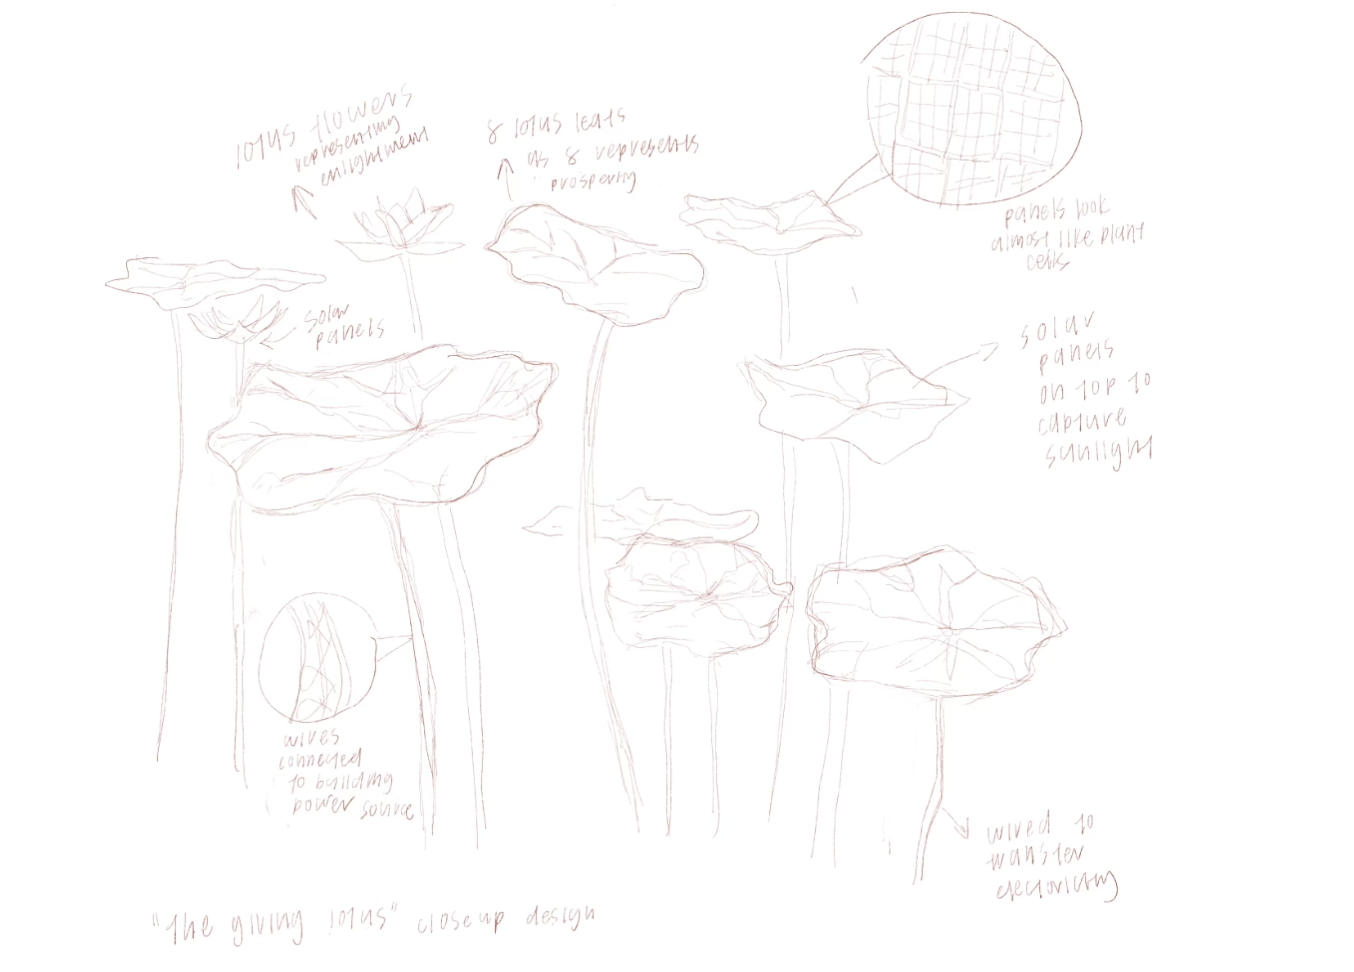 lotus flowers
representing
enlightment
8 lotus leafs
as 8 represents
prosperity
panels look
almost like plant
cells
solar
panels
solar
panels
on top to
capture
sunlight
wires
connected
to building
power source
wired to
transfer
electricity
"the giving lotus" closeup design